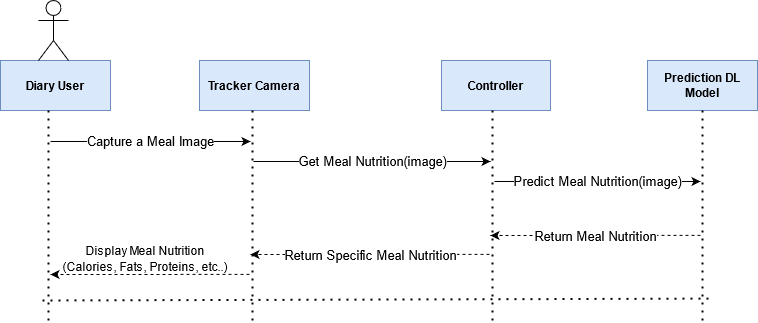 Diary User
Tracker Camera
Controller
Prediction DL
Model
Capture a Meal Image
Get Meal Nutrition(image)
Predict Meal Nutrition(image)
Return Meal Nutrition
Return Specific Meal Nutrition
Display Meal Nutrition
(Calories, Fats, Proteins, etc..)